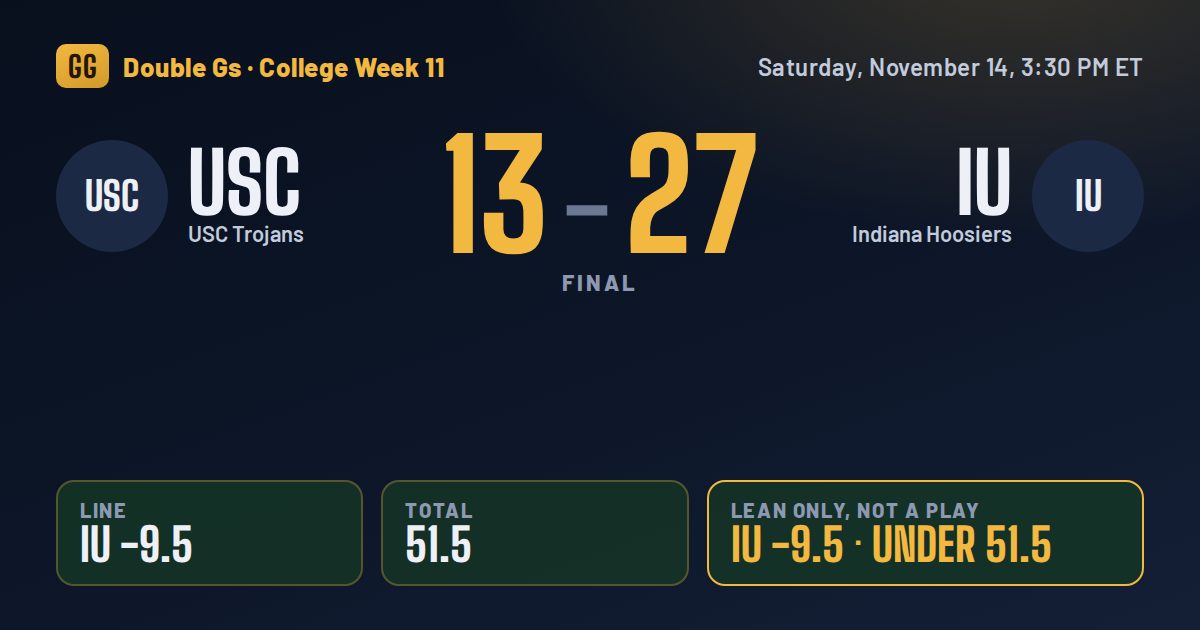 GG Double Gs · College Week 11
Saturday, November 14, 3:30 PM ET
USC
USC
USC Trojans
13 – 27
FINAL
IU
Indiana Hoosiers
IU
LINE
IU −9.5
TOTAL
51.5
LEAN ONLY, NOT A PLAY
IU −9.5 · UNDER 51.5